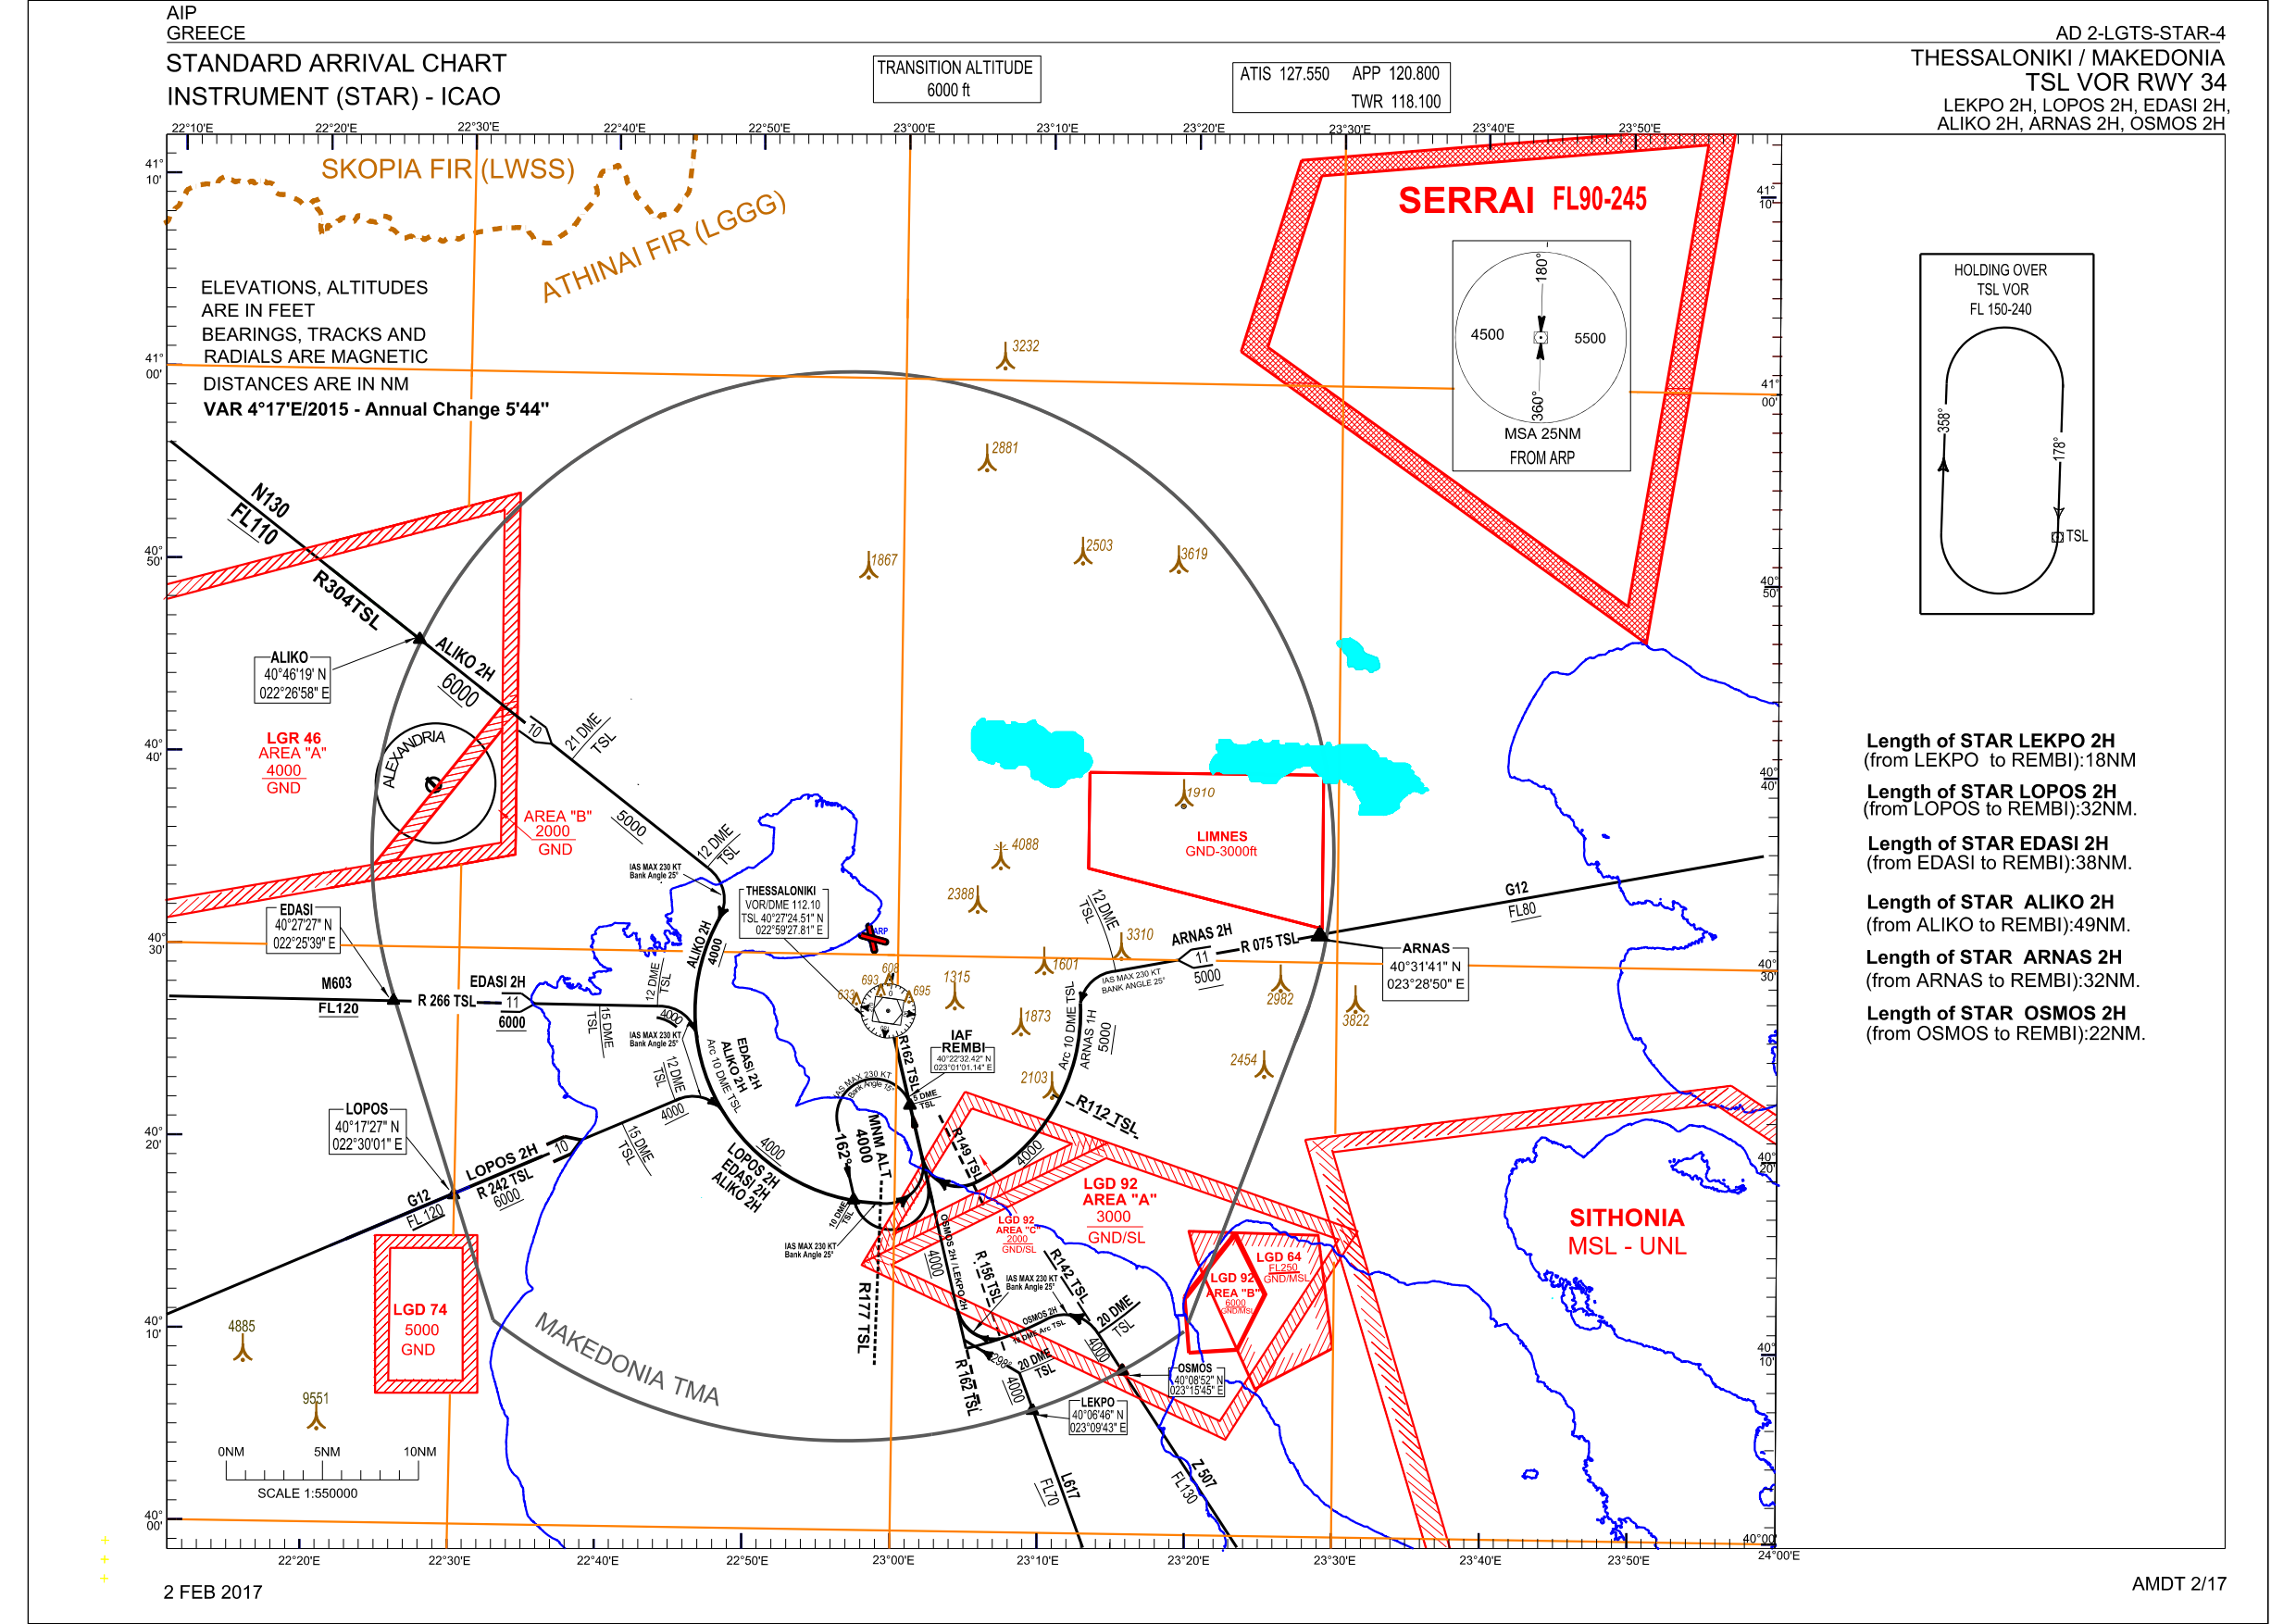 AIP
GREECE
AD 2-LGTS-STAR-4
STANDARD ARRIVAL CHART
INSTRUMENT (STAR) - ICAO
TRANSITION ALTITUDE
6000 ft
ATIS 127.550 APP 120.800
TWR 118.100
THESSALONIKI / MAKEDONIA
TSL VOR RWY 34
LEKPO 2H, LOPOS 2H, EDASI 2H,
ALIKO 2H, ARNAS 2H, OSMOS 2H
22°10'E 22°20'E 22°30'E 22°40'E 22°50'E 23°00'E 23°10'E 23°20'E 23°30'E 23°40'E 23°50'E
41°
10'
41°
10'
SKOPIA FIR (LWSS)
ATHINAI FIR (LGGG)
SERRAI FL90-245
ELEVATIONS, ALTITUDES
ARE IN FEET
BEARINGS, TRACKS AND
RADIALS ARE MAGNETIC
DISTANCES ARE IN NM
VAR 4°17'E/2015 - Annual Change 5'44"
180°
4500
5500
360°
MSA 25NM
FROM ARP
HOLDING OVER
TSL VOR
FL 150-240
358°
178°
TSL
41°
00'
41°
00'
3232
2881
2503
3619
1867
N130
FL110
R304TSL
40°
50'
40°
50'
ALIKO
40°46'19' N
022°26'58" E
ALIKO 2H
6000
10
21 DME
TSL
5000
12 DME
TSL
LGR 46
AREA "A"
4000
GND
ALEXANDRIA
AREA "B"
2000
GND
40°
40'
40°
40'
1910
LIMNES
GND-3000ft
4088
2388
IAS MAX 230 KT
Bank Angle 25°
THESSALONIKI
VOR/DME 112.10
TSL 40°27'24.51" N
022°59'27.81" E
ARP
ALIKO 2H
4000
12 DME
TSL
3310
ARNAS 2H
11
5000
R 075 TSL
G12
FL80
ARNAS
40°31'41" N
023°28'50" E
IAS MAX 230 KT
BANK ANGLE 25°
40°
30'
40°
30'
EDASI
40°27'27" N
022°25'39" E
M603
FL120
R 266 TSL
EDASI 2H
11
6000
15 DME
TSL
12 DME
TSL
4000
IAS MAX 230 KT
Bank Angle 25°
633
693
608
695
1315
1601
1873
2103
2982
3822
2454
Arc 10 DME TSL
EDASI 2H
ALIKO 2H
12 DME
TSL
4000
IAF
REMBI
40°22'32.42" N
023°01'01.14" E
R162 TSL
5 DME
TSL
Arc 10 DME TSL
ARNAS 1H
5000
R112 TSL
IAS MAX 230 KT
Bank Angle 15°
162°
MNM ALT
4000
R149 TSL
4000
LOPOS
40°17'27" N
022°30'01" E
LOPOS 2H
R 242 TSL
6000
10
15 DME
TSL
G12
FL 120
40°
20'
40°
20'
4000
LOPOS 2H
EDASI 2H
ALIKO 2H
10 DME
TSL
IAS MAX 230 KT
Bank Angle 25°
R177 TSL
OSMOS 2H / LEKPO 2H
4000
R 156 TSL
R142 TSL
IAS MAX 230 KT
Bank Angle 25°
LGD 92
AREA "C"
2000
GND/SL
LGD 92
AREA "A"
3000
GND/SL
LGD 64
FL250
GND/MSL
LGD 92
AREA "B"
6000
GND/MSL
SITHONIA
MSL - UNL
OSMOS 2H
20 DME
TSL
4000
298°
20 DME
TSL
4000
R 162 TSL
OSMOS
40°08'52" N
023°15'45" E
LEKPO
40°06'46" N
023°09'43" E
L617
FL70
Z 507
FL130
LGD 74
5000
GND
MAKEDONIA TMA
4885
9551
40°
10'
40°
10'
0NM 5NM 10NM
SCALE 1:550000
40°
00'
40°00'
22°20'E 22°30'E 22°40'E 22°50'E 23°00'E 23°10'E 23°20'E 23°30'E 23°40'E 23°50'E 24°00'E
Length of STAR LEKPO 2H
(from LEKPO to REMBI):18NM
Length of STAR LOPOS 2H
(from LOPOS to REMBI):32NM.
Length of STAR EDASI 2H
(from EDASI to REMBI):38NM.
Length of STAR ALIKO 2H
(from ALIKO to REMBI):49NM.
Length of STAR ARNAS 2H
(from ARNAS to REMBI):32NM.
Length of STAR OSMOS 2H
(from OSMOS to REMBI):22NM.
2 FEB 2017
AMDT 2/17